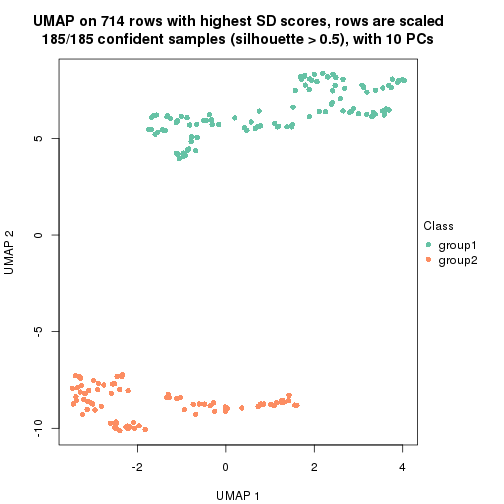 UMAP on 714 rows with highest SD scores, rows are scaled
185/185 confident samples (silhouette > 0.5), with 10 PCs
5
0
-5
-10
UMAP 2
-2
0
2
4
UMAP 1
Class
group1
group2